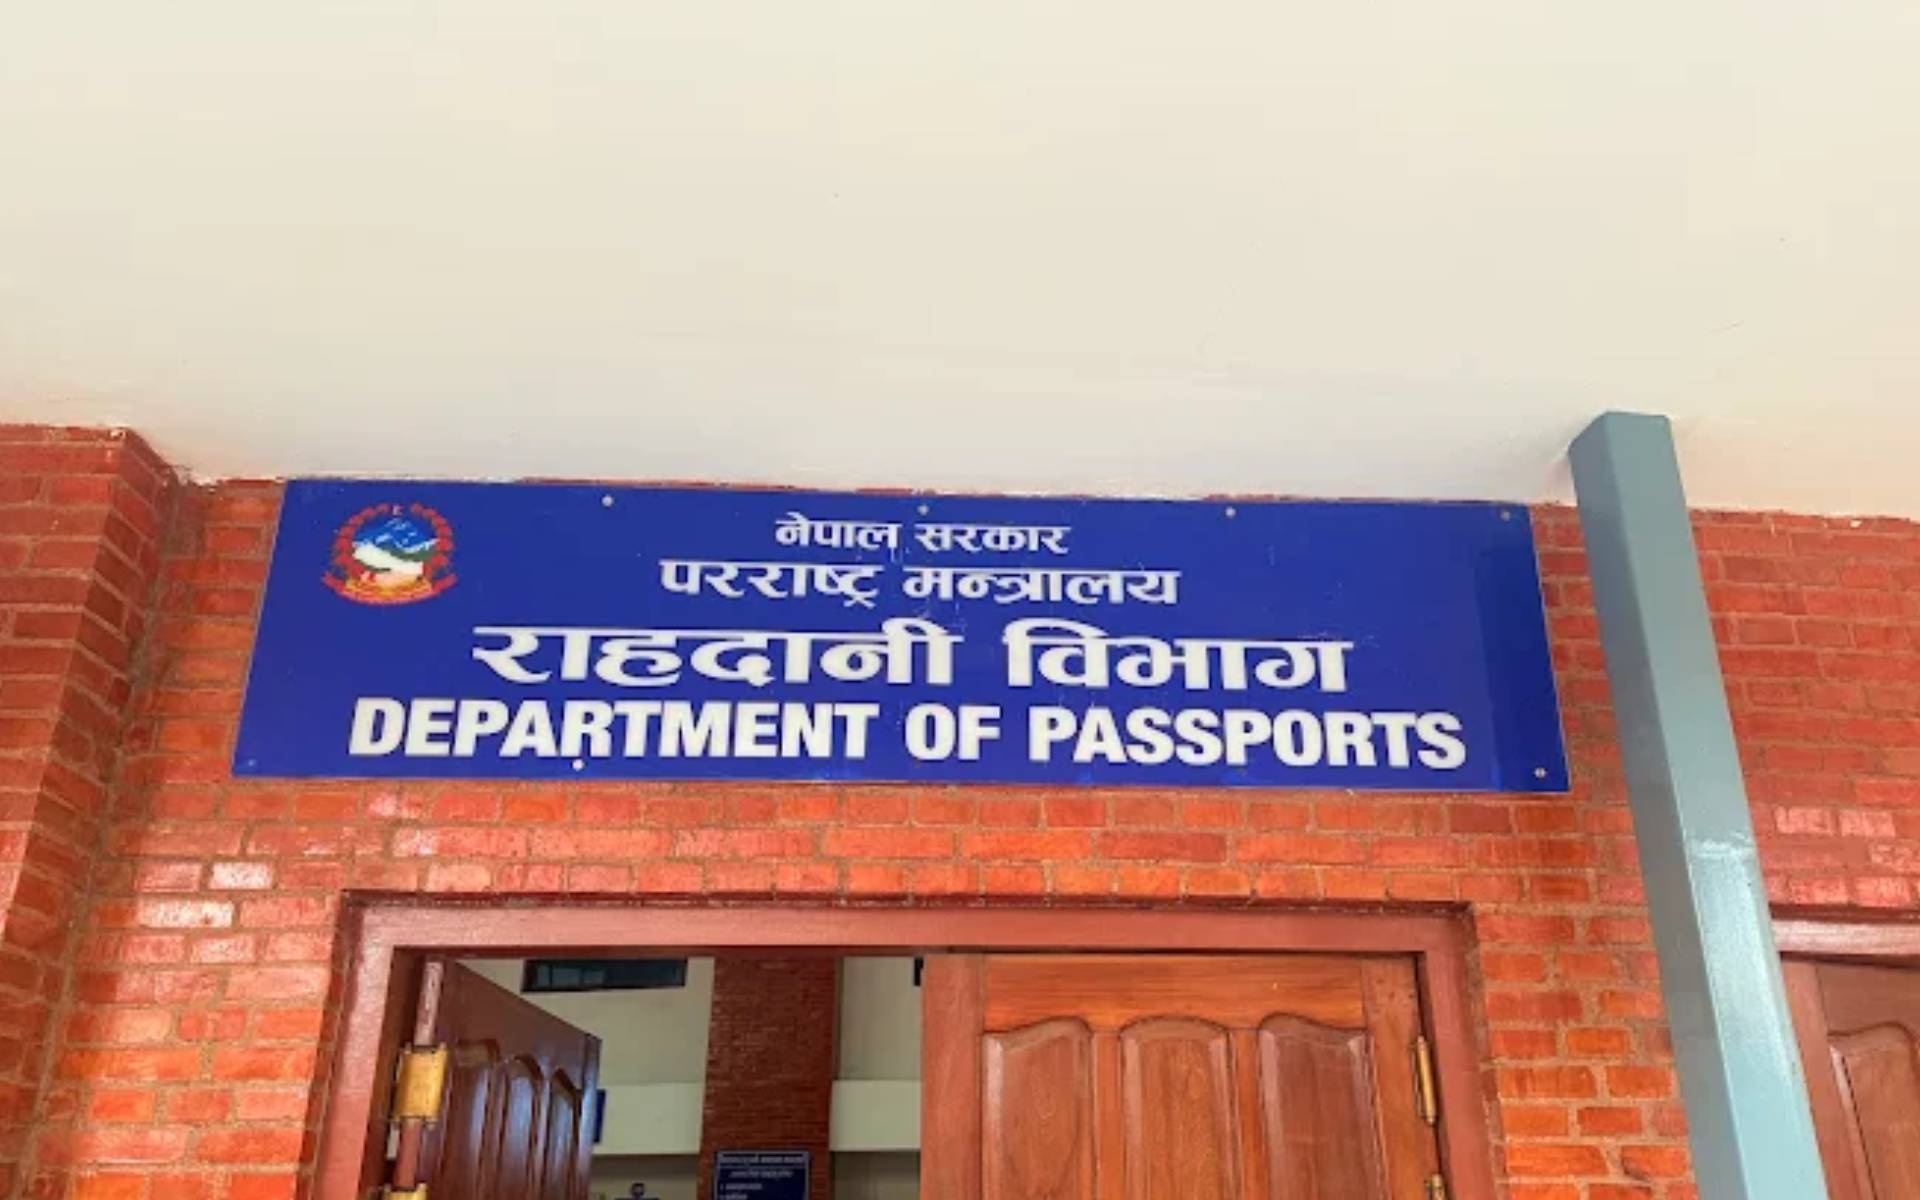 नेपाल सरकार
परराष्ट्र मन्त्रालय
राहदानी विभाग
DEPARTMENT OF PASSPORTS